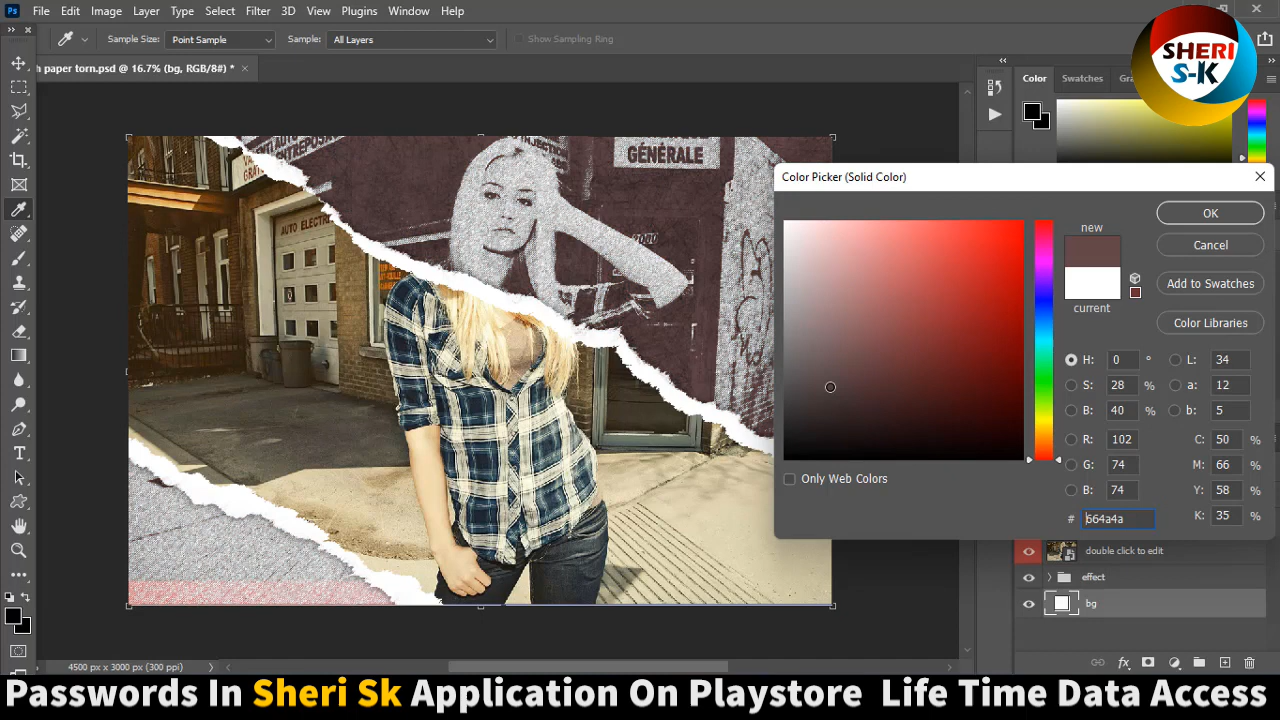 Ps File Edit Image Layer Type Select Filter 3D View Plugins Window Help
Sample Size: Point Sample Sample: All Layers Show Sampling Ring
h paper torn.psd @ 16.7% (bg, RGB/8#) * ×
SHERI
S-K
Color Swatches Gra
GÉNÉRALE
ENTREPOS
GRAT
AUTO ÉLECTRI
Color Picker (Solid Color)
new
current
OK
Cancel
Add to Swatches
Color Libraries
H: 0 ° L: 34
S: 28 % a: 12
B: 40 % b: 5
R: 102 C: 50 %
G: 74 M: 66 %
B: 74 Y: 58 %
# 664a4a K: 35 %
Only Web Colors
double click to edit
effect
bg
4500 px x 3000 px (300 ppi)
Passwords In Sheri Sk Application On Playstore Life Time Data Access